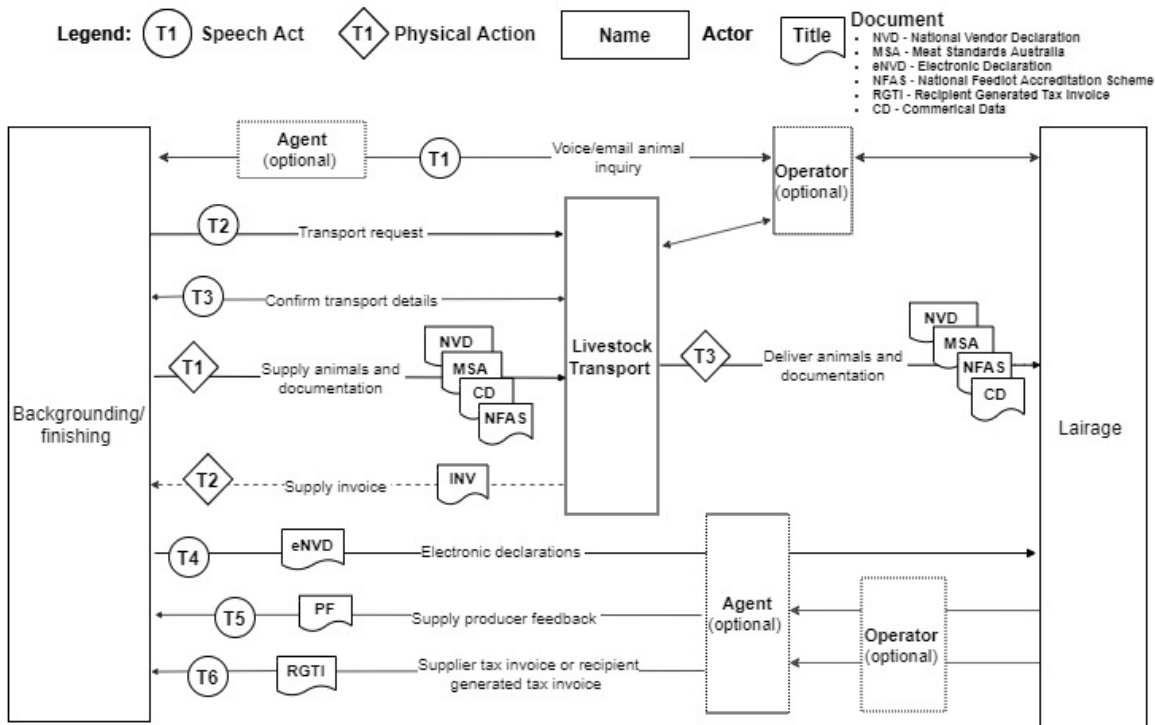 Legend:
T1
Speech Act
T1
Physical Action
Name
Actor
Title
Document
• NVD - National Vendor Declaration
• MSA - Meat Standards Australia
• eNVD - Electronic Declaration
• NFAS - National Feedlot Accreditation Scheme
• RGTI - Recipient Generated Tax Invoice
• CD - Commerical Data
Backgrounding/
finishing
Agent
(optional)
T1
Voice/email animal
inquiry
Operator
(optional)
T2
Transport request
T3
Confirm transport details
T1
Supply animals and
documentation
NVD
MSA
CD
NFAS
Livestock
Transport
T3
Deliver animals and
documentation
NVD
MSA
NFAS
CD
Lairage
T2
Supply invoice
INV
T4
eNVD
Electronic declarations
T5
PF
Supply producer feedback
Agent
(optional)
Operator
(optional)
T6
RGTI
Supplier tax invoice or recipient
generated tax invoice